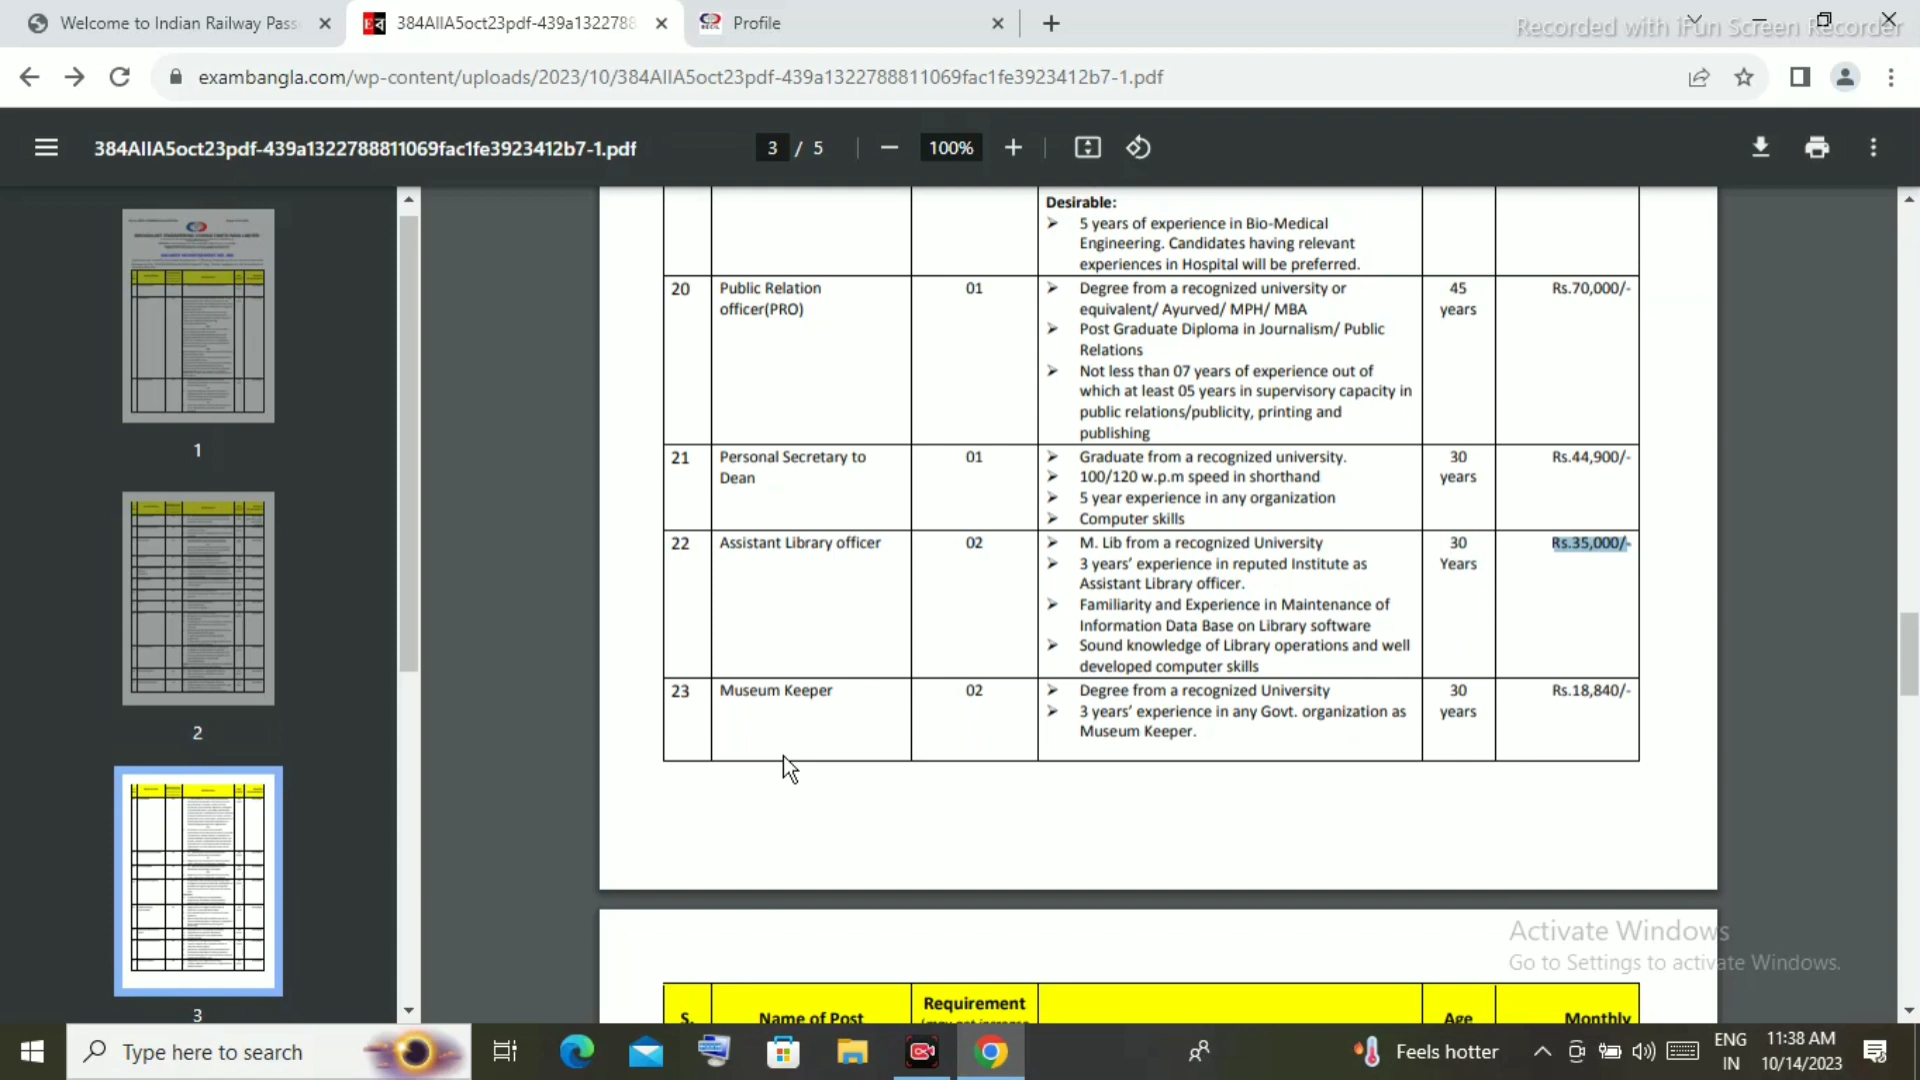 Welcome to Indian Railway Pass
384AIIA5oct23pdf-439a13227888
Profile
Recorded with iFun Screen Recorder
exambangla.com/wp-content/uploads/2023/10/384AIIA5oct23pdf-439a1322788811069fac1fe3923412b7-1.pdf
384AIIA5oct23pdf-439a1322788811069fac1fe3923412b7-1.pdf
3 / 5
100%
1
2
3
Desirable:
➢ 5 years of experience in Bio-Medical
Engineering. Candidates having relevant
experiences in Hospital will be preferred.
20 Public Relation 01 ➢ Degree from a recognized university or 45 Rs.70,000/-
officer(PRO) equivalent/ Ayurved/ MPH/ MBA years
➢ Post Graduate Diploma in Journalism/ Public
Relations
➢ Not less than 07 years of experience out of
which at least 05 years in supervisory capacity in
public relations/publicity, printing and
publishing
21 Personal Secretary to 01 ➢ Graduate from a recognized university. 30 Rs.44,900/-
Dean ➢ 100/120 w.p.m speed in shorthand years
➢ 5 year experience in any organization
➢ Computer skills
22 Assistant Library officer 02 ➢ M. Lib from a recognized University 30 Rs.35,000/-
➢ 3 years' experience in reputed Institute as Years
Assistant Library officer.
➢ Familiarity and Experience in Maintenance of
Information Data Base on Library software
➢ Sound knowledge of Library operations and well
developed computer skills
23 Museum Keeper 02 ➢ Degree from a recognized University 30 Rs.18,840/-
➢ 3 years' experience in any Govt. organization as years
Museum Keeper.
Activate Windows
Go to Settings to activate Windows.
Requirement
S. Name of Post Age Monthly
Type here to search
Feels hotter
ENG
IN
11:38 AM
10/14/2023